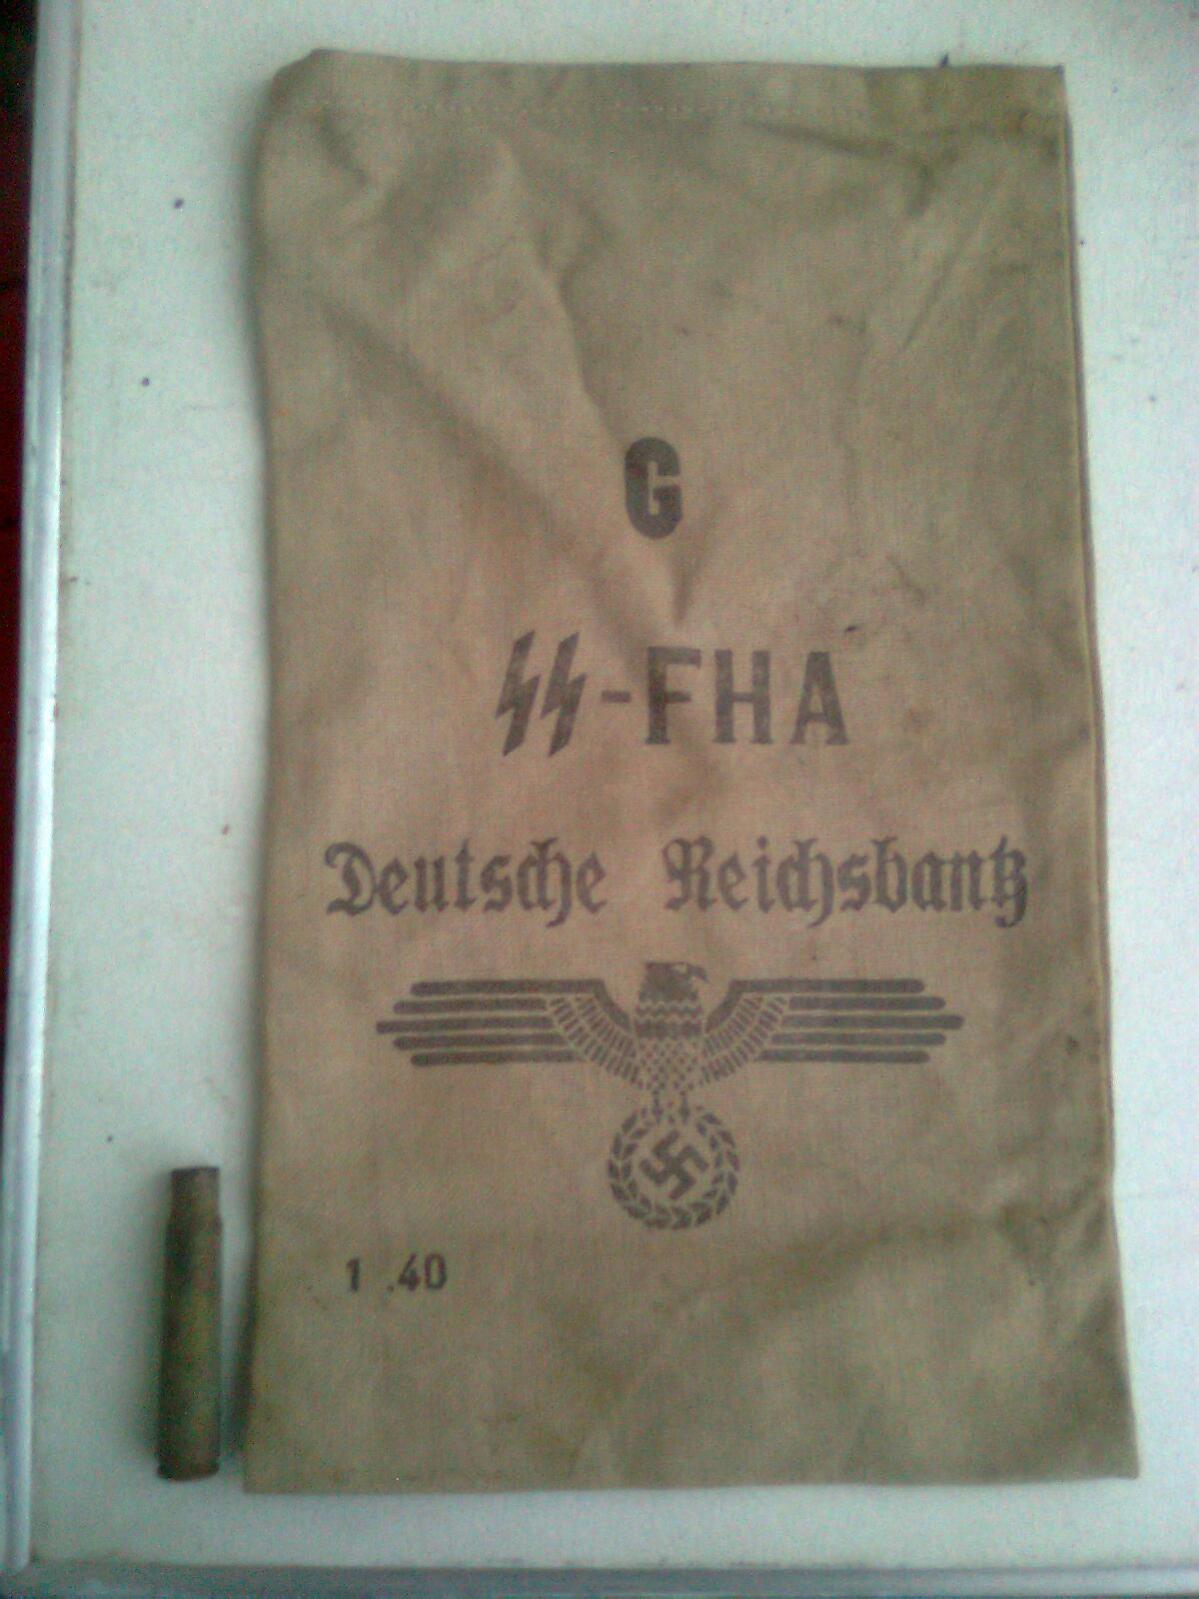 G
SS-FHA
Deutsche Reichsbantz
1 .40